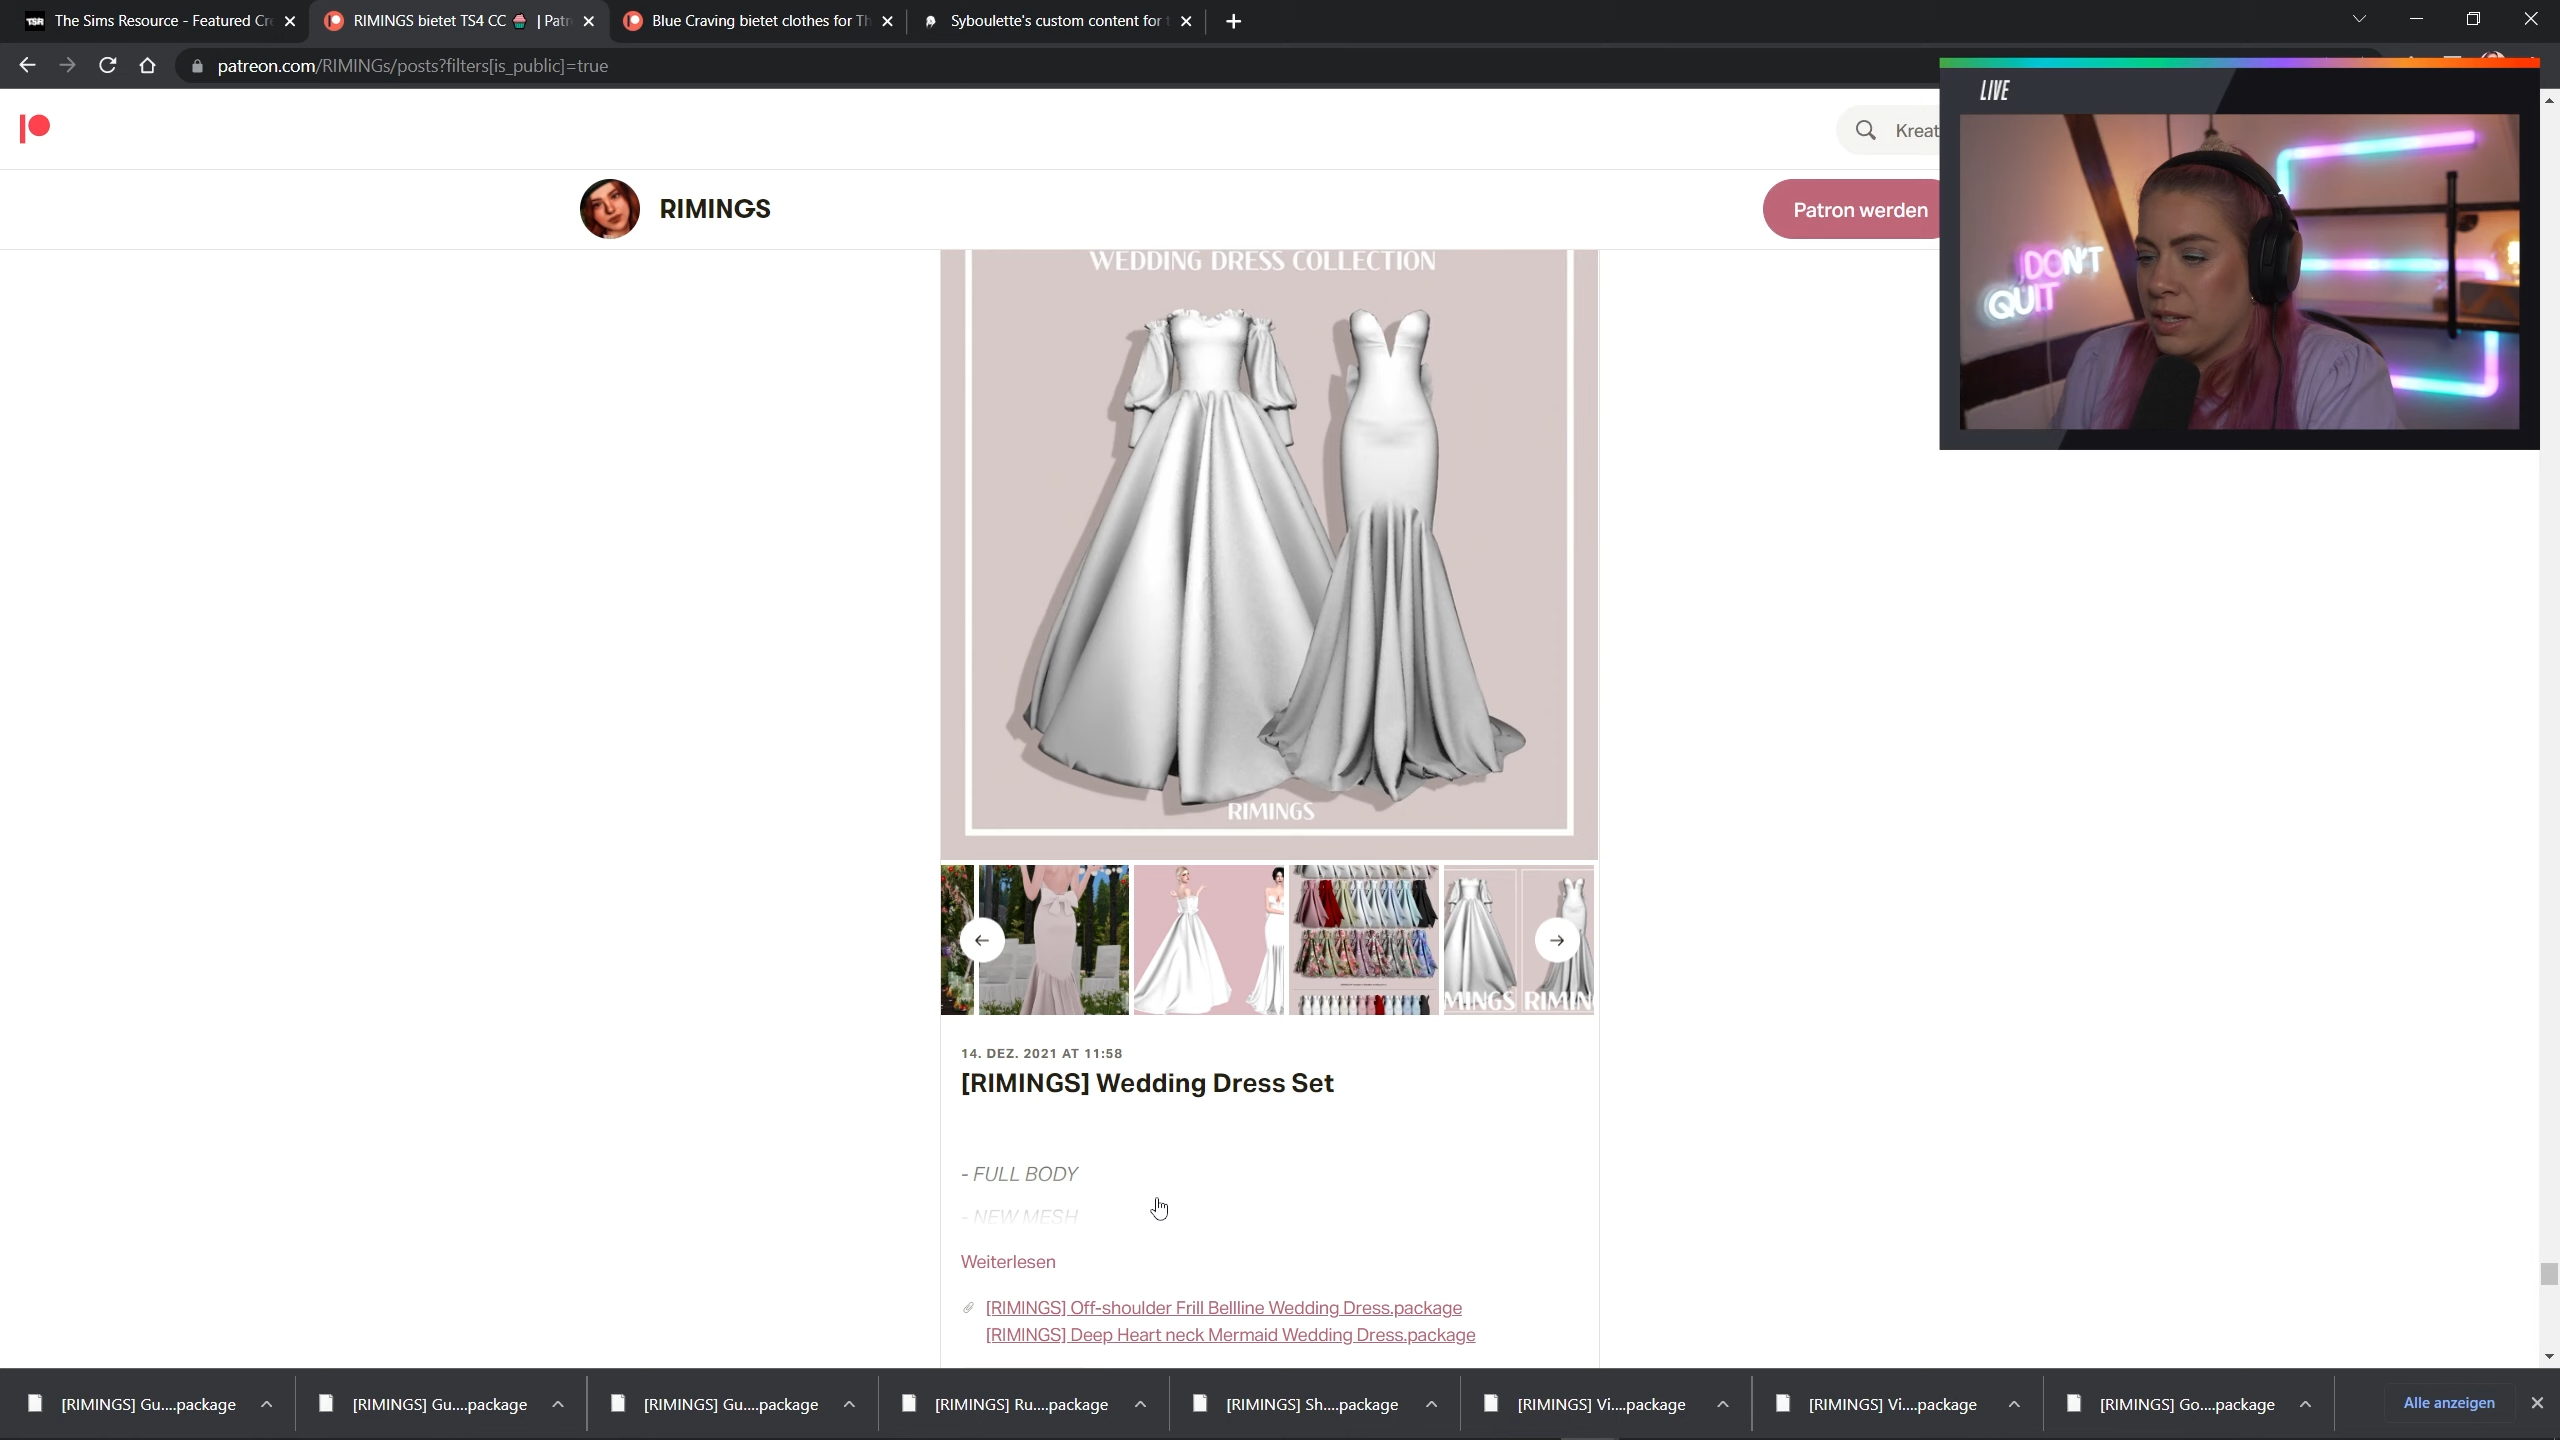 The Sims Resource - Featured Cr
RIMINGS bietet TS4 CC
| Patr
Blue Craving bietet clothes for Th
Syboulette's custom content for
patreon.com/RIMINGs/posts?filters[is_public]=true
LIVE
Kreat
RIMINGS
Patron werden
DON'T
QUIT
WEDDING DRESS COLLECTION
RIMINGS
MINGS
RIMIN
14. DEZ. 2021 AT 11:58
[RIMINGS] Wedding Dress Set
- FULL BODY
- NEW MESH
Weiterlesen
[RIMINGS] Off-shoulder Frill Bellline Wedding Dress.package
[RIMINGS] Deep Heart neck Mermaid Wedding Dress.package
[RIMINGS] Gu....package
[RIMINGS] Gu....package
[RIMINGS] Gu....package
[RIMINGS] Ru....package
[RIMINGS] Sh....package
[RIMINGS] Vi....package
[RIMINGS] Vi....package
[RIMINGS] Go....package
Alle anzeigen